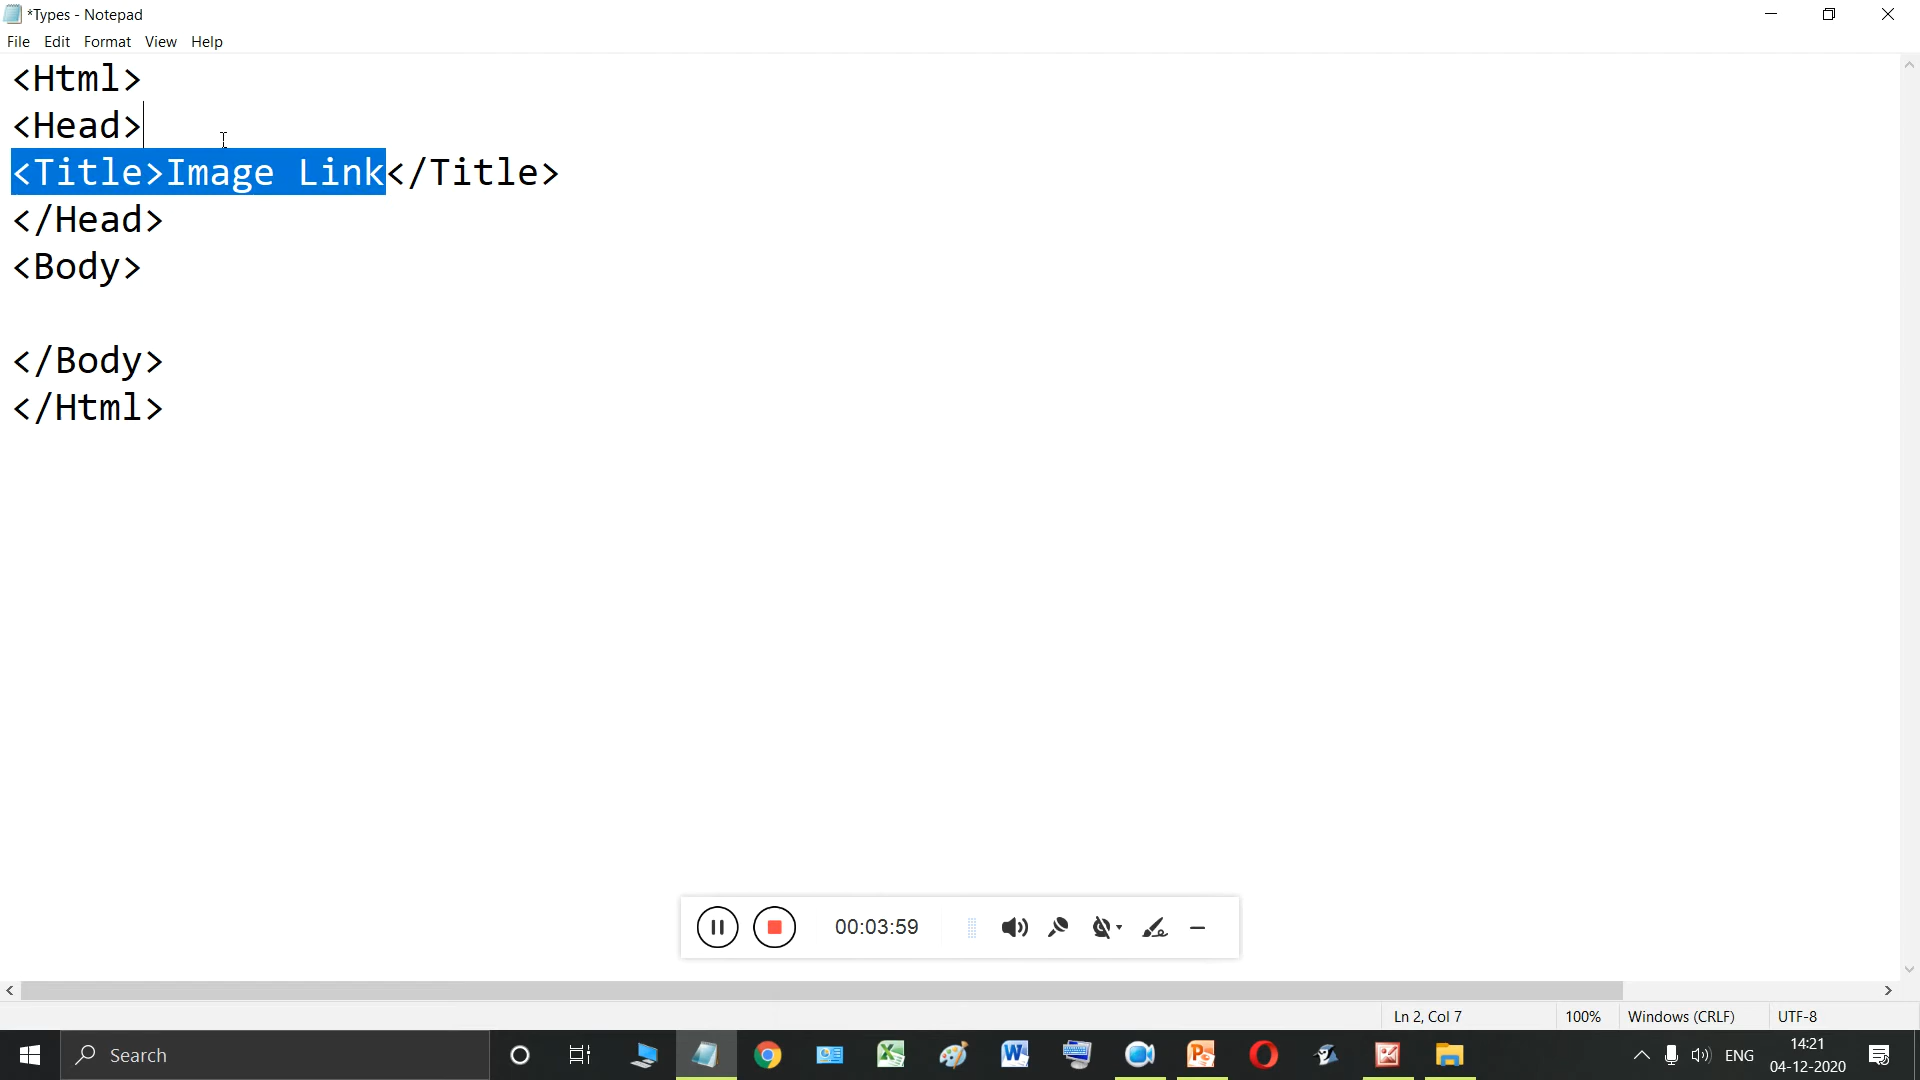 *Types - Notepad
File Edit Format View Help
<Html>
<Head>
<Title>Image Link</Title>
</Head>
<Body>
</Body>
</Html>
00:03:59
Ln 2, Col 7 100% Windows (CRLF) UTF-8
Search ENG 14:21
04-12-2020